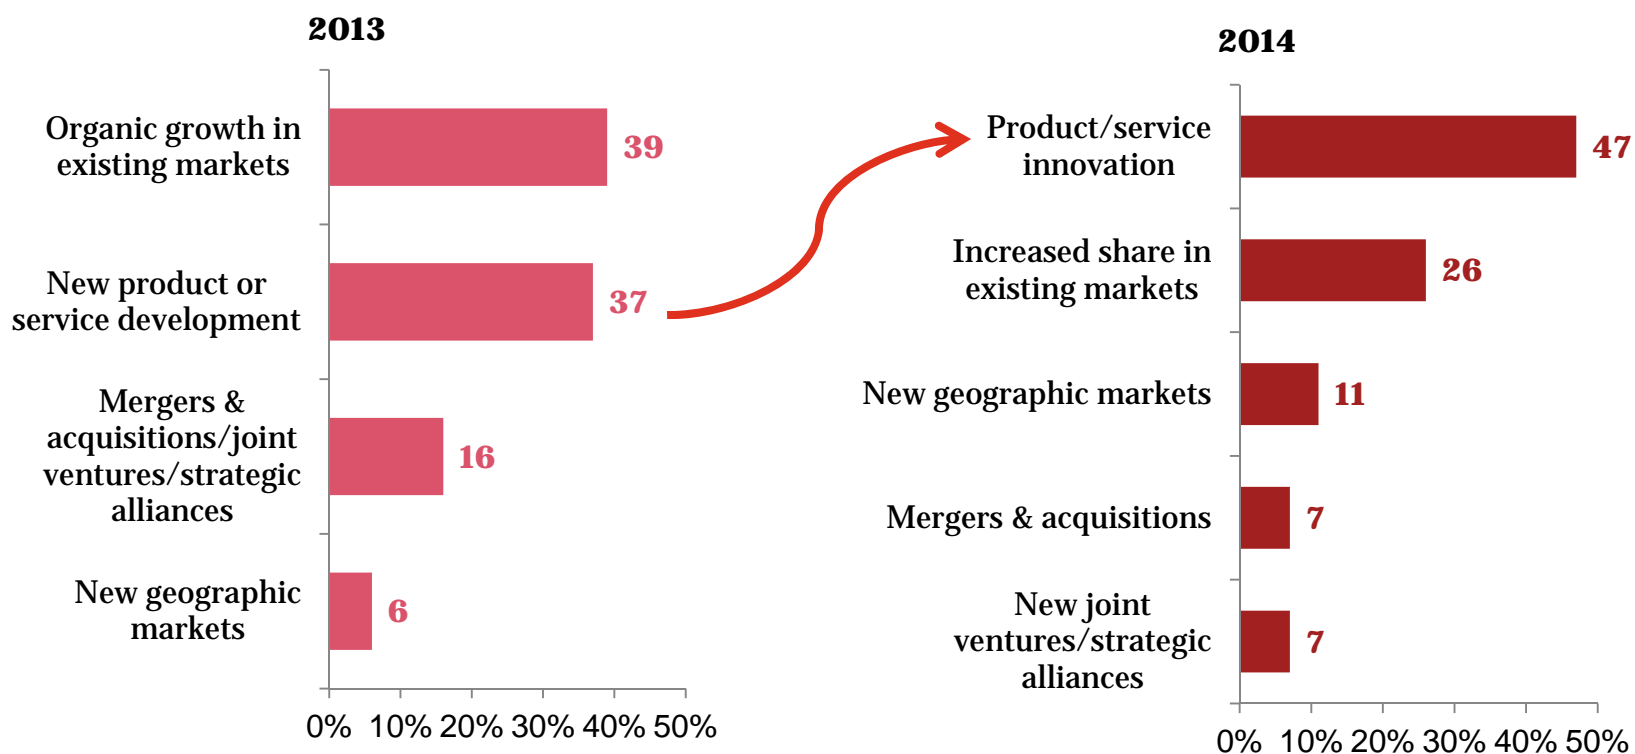 2013
Organic growth in
existing markets
39
New product or
service development
37
Mergers &
acquisitions/joint
ventures/strategic
alliances
16
New geographic
markets
6
0% 10% 20% 30% 40% 50%
2014
Product/service
innovation
47
Increased share in
existing markets
26
New geographic markets
11
Mergers & acquisitions
7
New joint
ventures/strategic
alliances
7
0% 10% 20% 30% 40% 50%